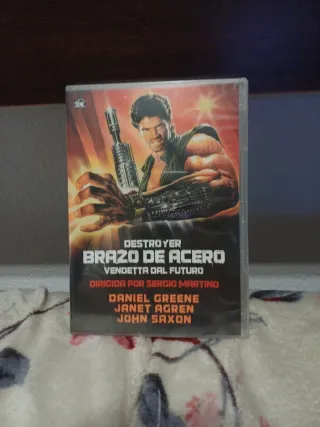 DESTROYER
BRAZO DE ACERO
VENDETTA DAL FUTURO
DIRIGIDA POR SERGIO MARTINO
DANIEL GREENE
JANET AGREN
JOHN SAXON